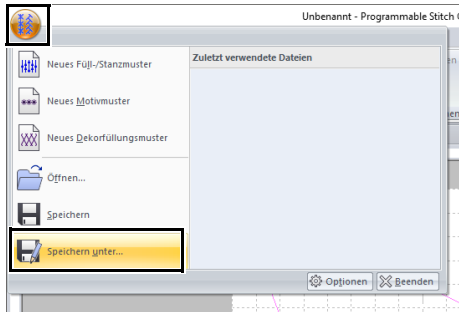 Unbenannt - Programmable Stitch
Neues Füll-/Stanzmuster
Zuletzt verwendete Dateien
Neues Motivmuster
Neues Dekorfüllungsmuster
Öffnen...
Speichern
Speichern unter...
Optionen
Beenden